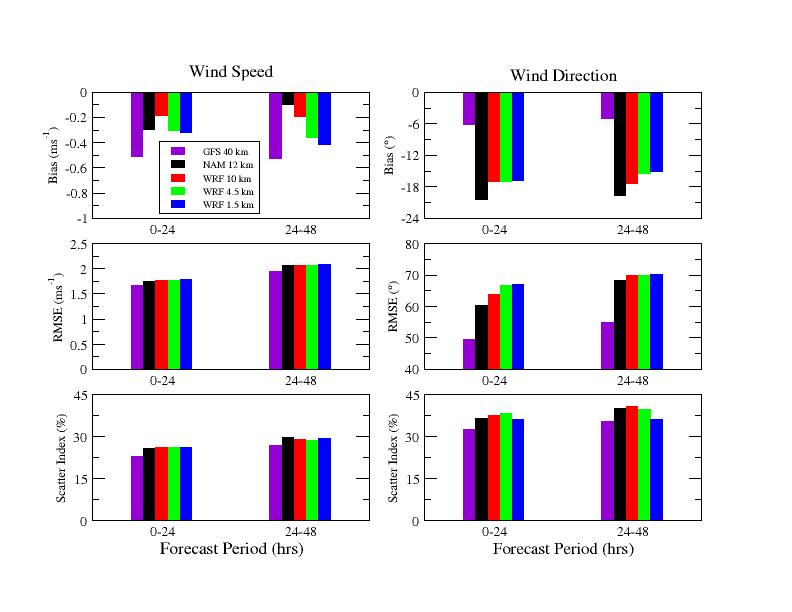 Wind Speed
0
-0.2
-0.4
-0.6
-0.8
-1
Bias (ms⁻¹)
GFS 40 km
NAM 12 km
WRF 10 km
WRF 4.5 km
WRF 1.5 km
0-24
24-48
Wind Direction
0
-6
-12
-18
-24
Bias (°)
0-24
24-48
2.5
2
1.5
1
0.5
0
RMSE (ms⁻¹)
0-24
24-48
80
70
60
50
40
RMSE (°)
0-24
24-48
45
30
15
0
Scatter Index (%)
0-24
24-48
Forecast Period (hrs)
45
30
15
0
Scatter Index (%)
0-24
24-48
Forecast Period (hrs)